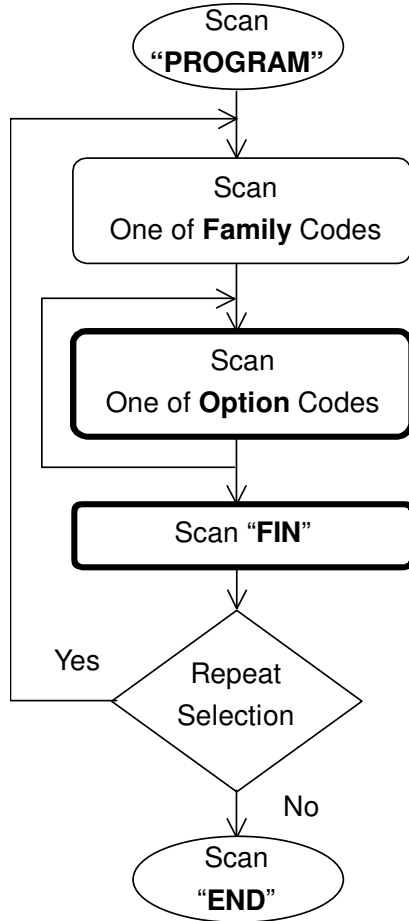 Scan
“PROGRAM”
Scan
One of Family Codes
Scan
One of Option Codes
Scan “FIN”
Yes
Repeat
Selection
No
Scan
“END”